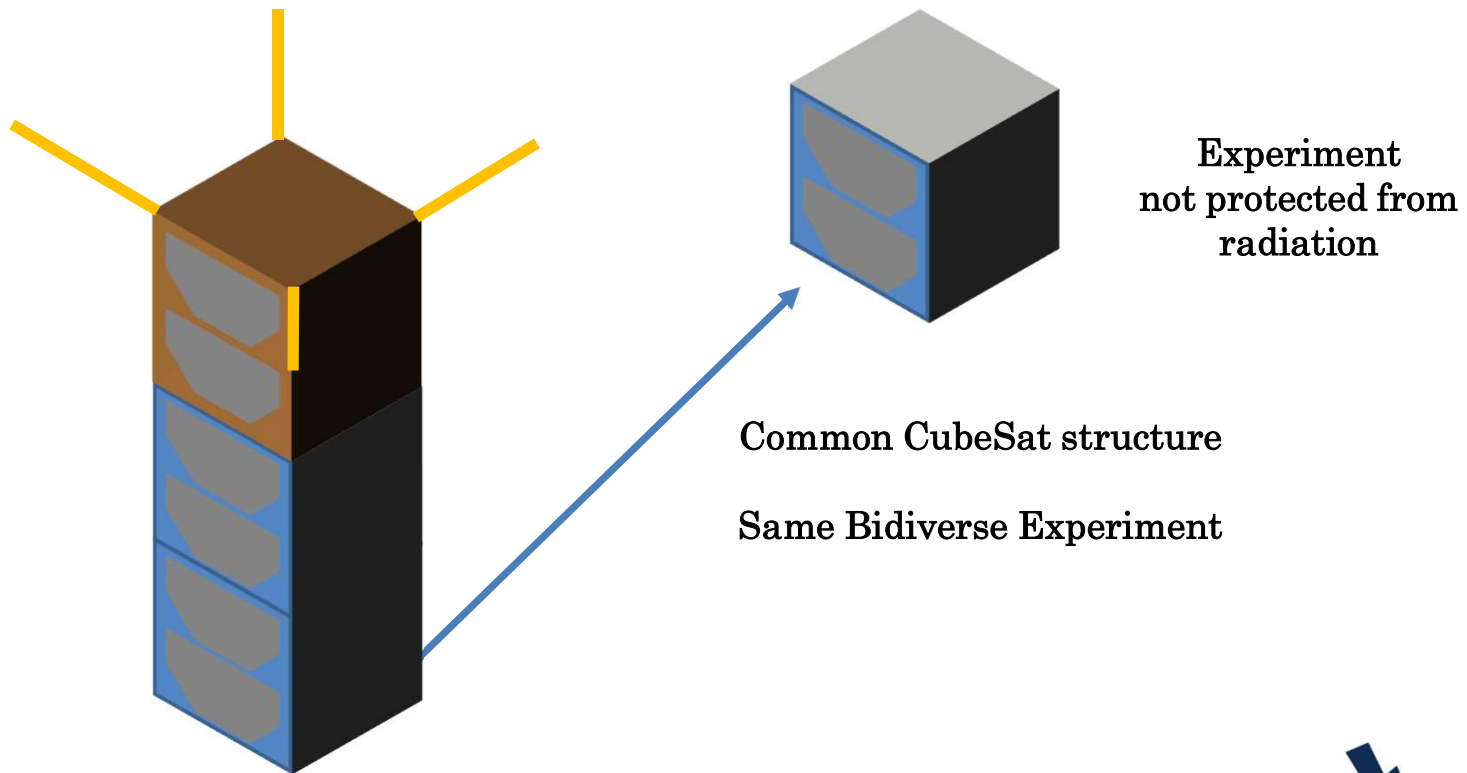 Experiment
not protected from
radiation
Common CubeSat structure
Same Bidiverse Experiment